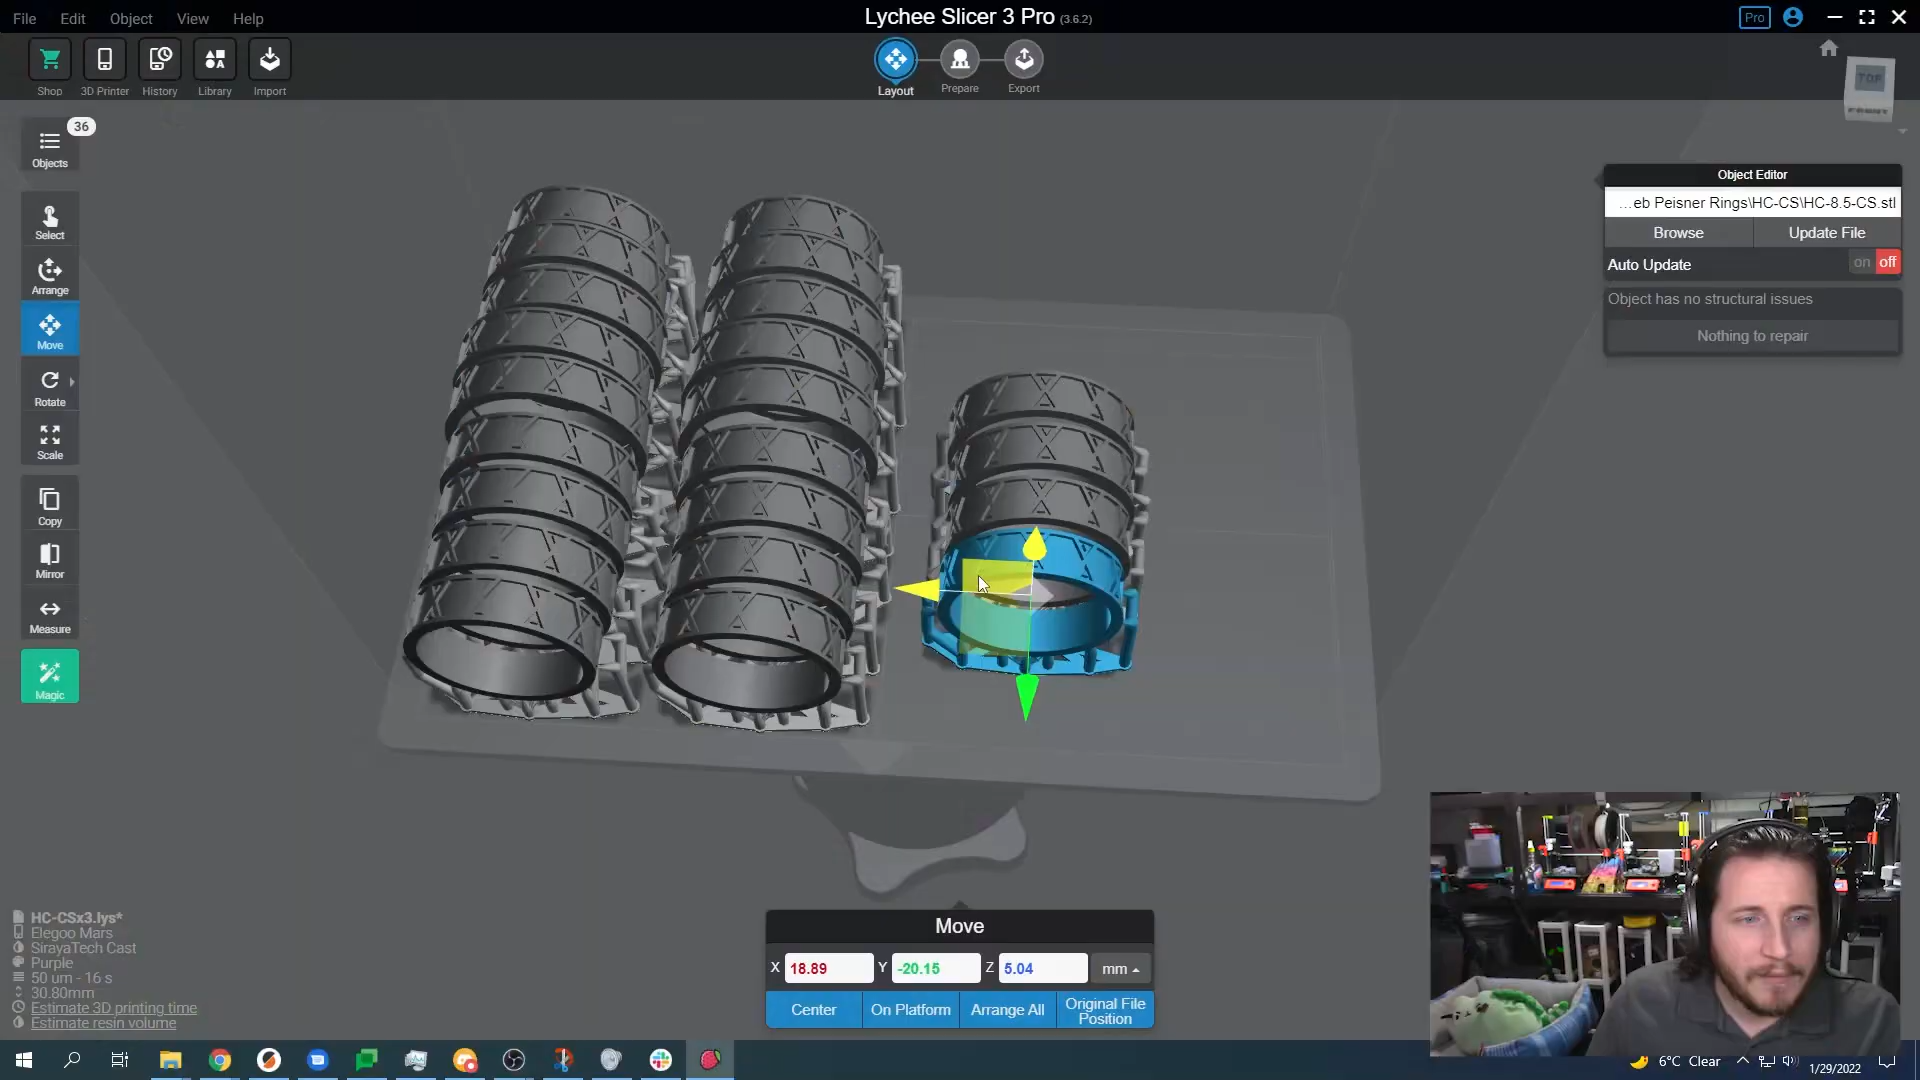 File Edit Object View Help
Lychee Slicer 3 Pro (3.6.2)
Pro
Shop
3D Printer
History
Library
Import
Layout
Prepare
Export
TOP
FRONT
36
Objects
Select
Arrange
Move
Rotate
Scale
Copy
Mirror
Measure
Magic
Object Editor
...eb Peisner Rings\HC-CS\HC-8.5-CS.stl
Browse
Update File
Auto Update
on off
Object has no structural issues
Nothing to repair
HC-CSx3.lys*
Elegoo Mars
SirayaTech Cast
Purple
50 um - 16 s
30.80mm
Estimate 3D printing time
Estimate resin volume
Move
X 18.89 Y -20.15 Z 5.04 mm
Center
On Platform
Arrange All
Original File
Position
6°C Clear
1/29/2022